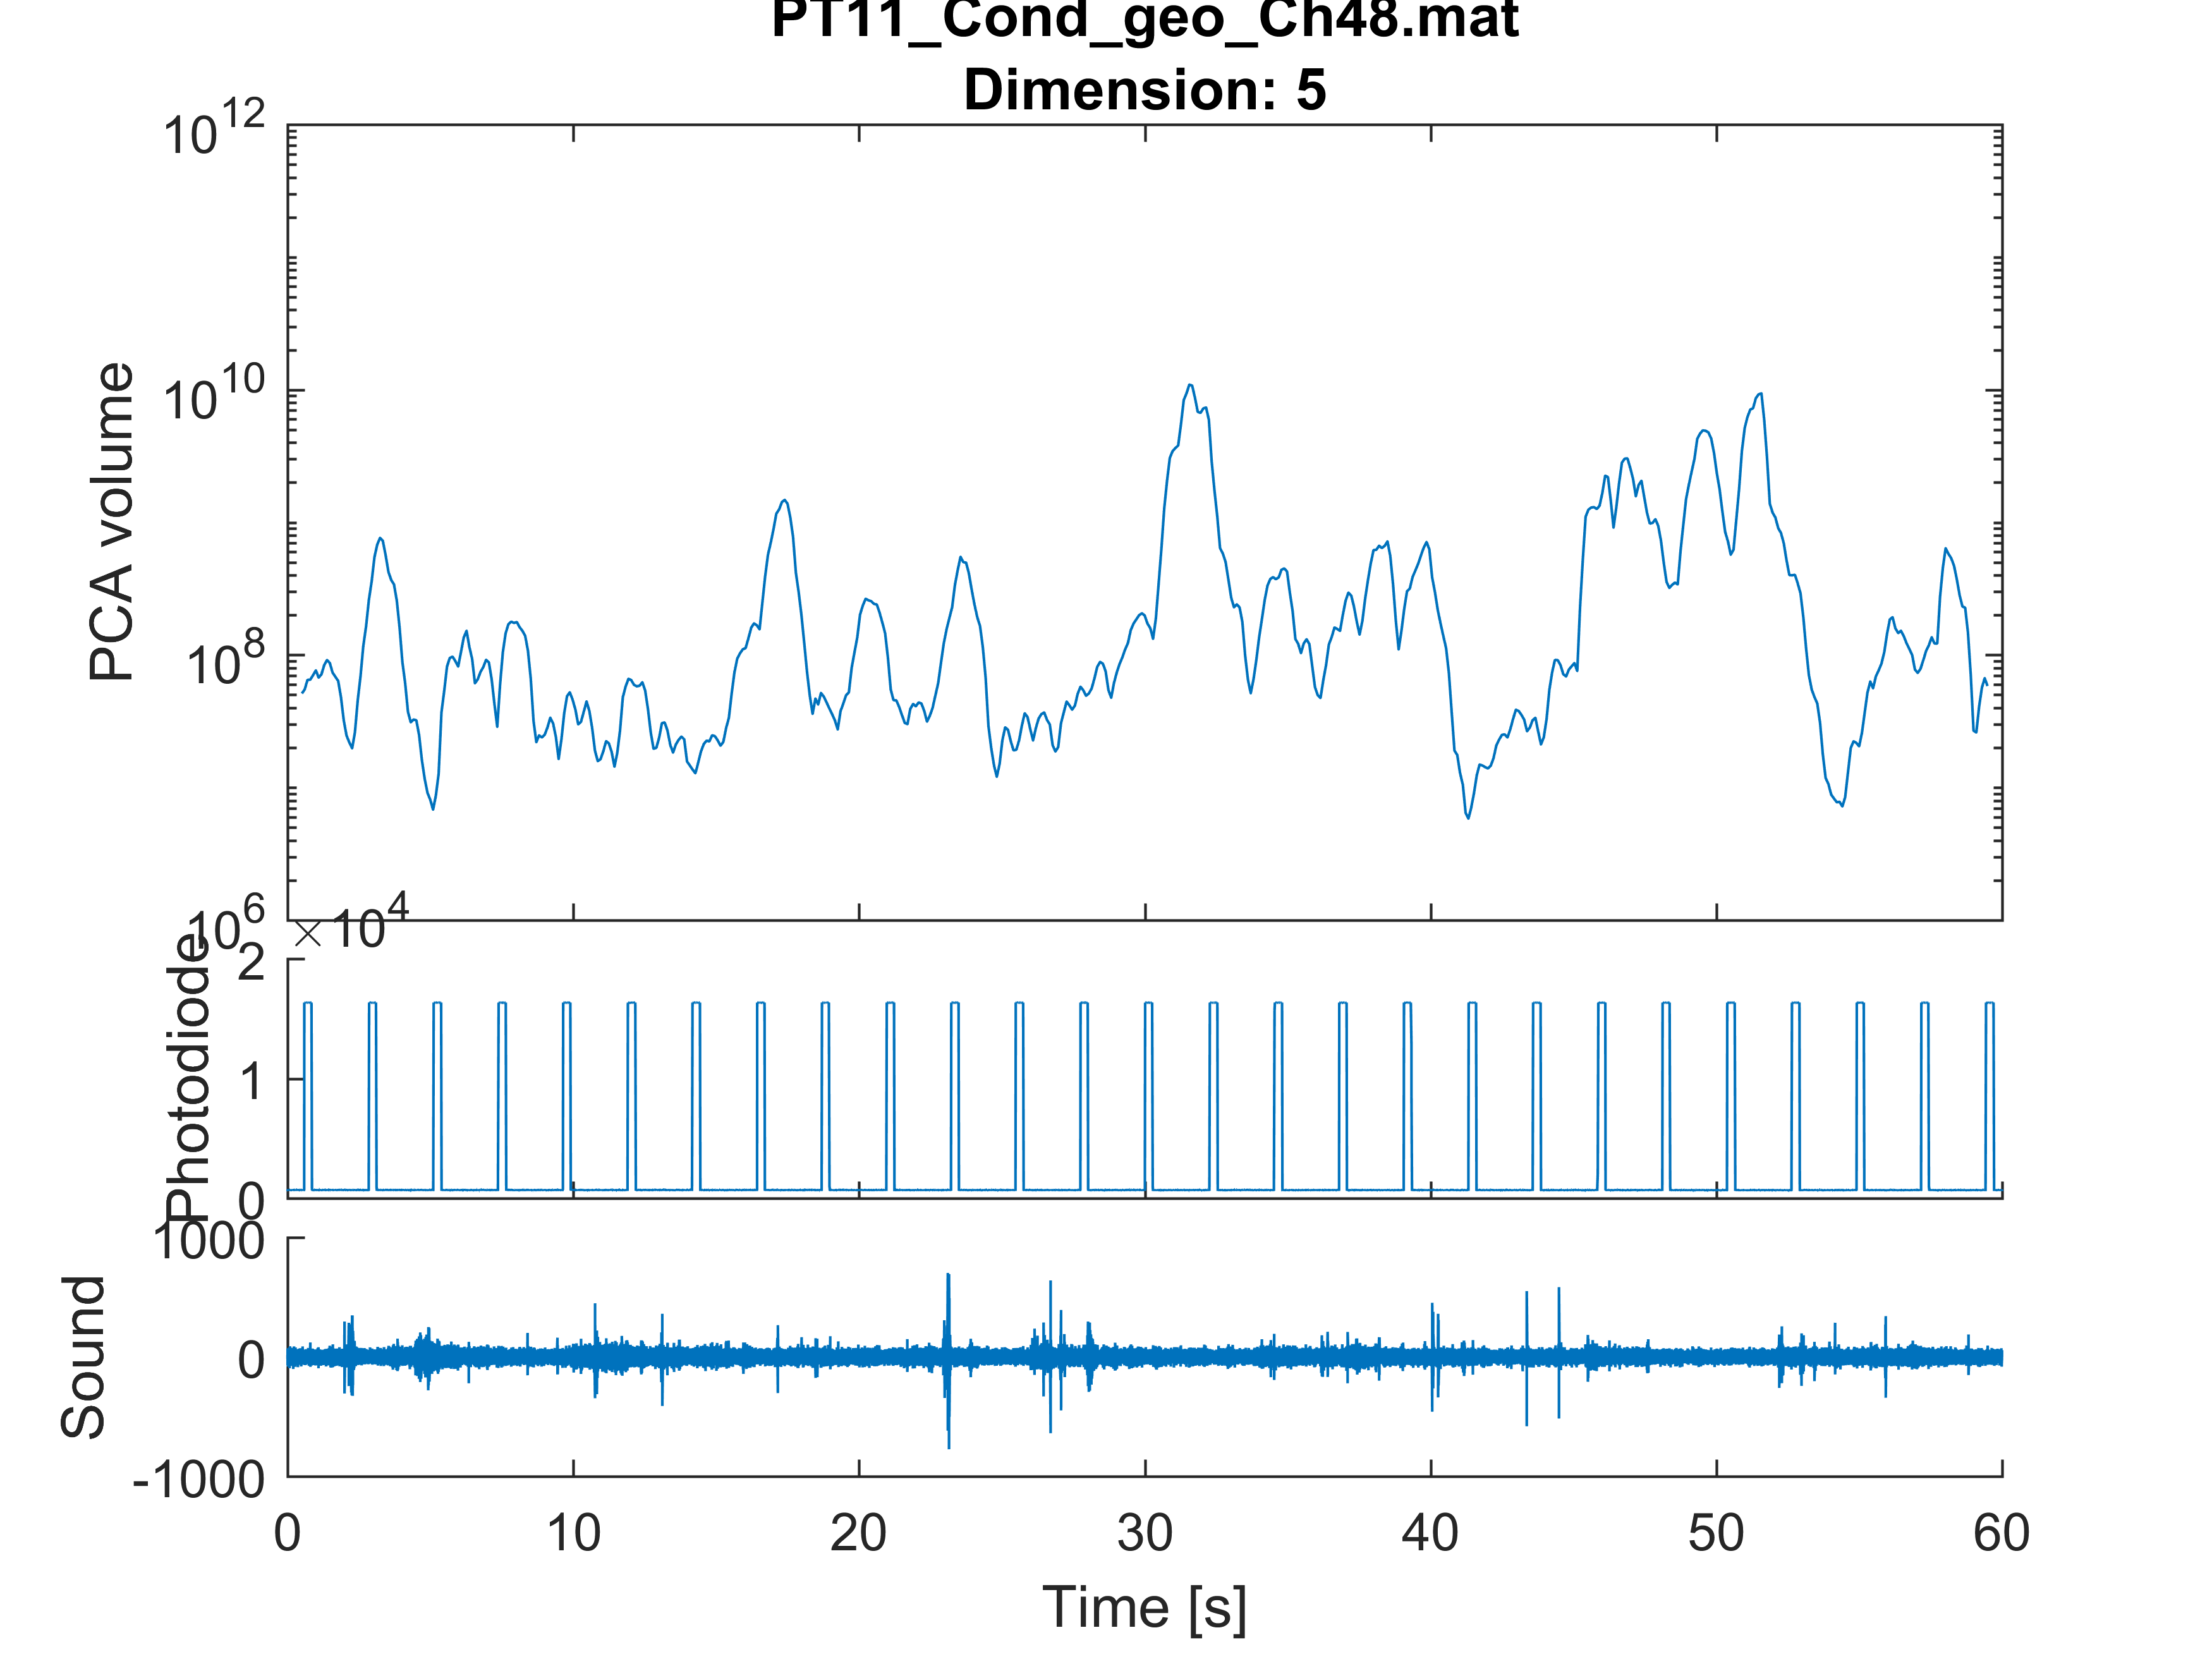 PT11_Cond_geo_Ch48.mat
Dimension: 5
10^12
10^10
10^8
10^6
PCA volume
× 10^4
2
1
0
Photodiode
1000
0
-1000
Sound
0 10 20 30 40 50 60
Time [s]